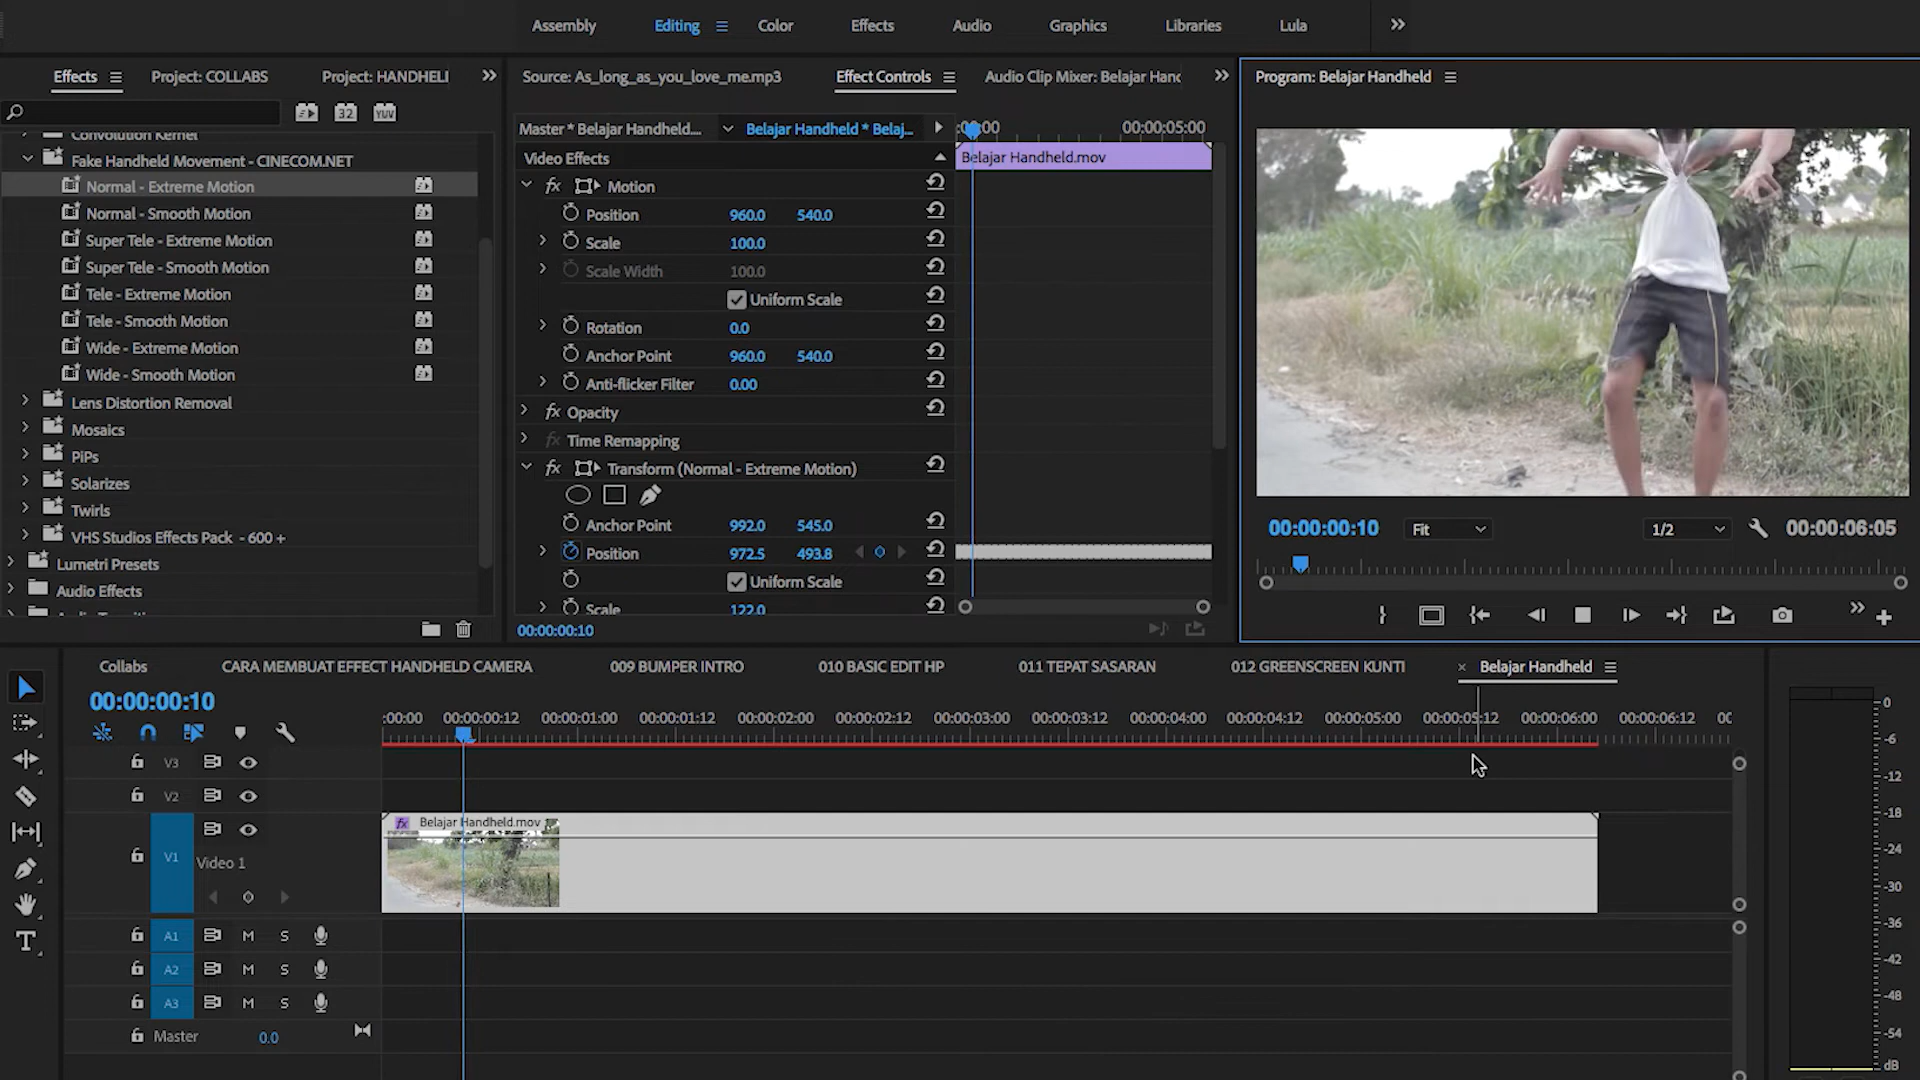 Assembly
Editing
Color
Effects
Audio
Graphics
Libraries
Lula
Effects
Project: COLLABS
Project: HANDHELI
Source: As_long_as_you_love_me.mp3
Effect Controls
Audio Clip Mixer: Belajar Hand
Program: Belajar Handheld
32
YUV
Convolution Kernel
Fake Handheld Movement - CINECOM.NET
Normal - Extreme Motion
Normal - Smooth Motion
Super Tele - Extreme Motion
Super Tele - Smooth Motion
Tele - Extreme Motion
Tele - Smooth Motion
Wide - Extreme Motion
Wide - Smooth Motion
Lens Distortion Removal
Mosaics
PiPs
Solarizes
Twirls
VHS Studios Effects Pack - 600 +
Lumetri Presets
Audio Effects
Master * Belajar Handheld....
Belajar Handheld * Belaj...
:00:00
00:00:05:00
Video Effects
Belajar Handheld.mov
fx Motion
Position 960.0 540.0
Scale 100.0
Scale Width 100.0
Uniform Scale
Rotation 0.0
Anchor Point 960.0 540.0
Anti-flicker Filter 0.00
fx Opacity
fx Time Remapping
fx Transform (Normal - Extreme Motion)
Anchor Point 992.0 545.0
Position 972.5 493.8
Uniform Scale
Scale 122.0
00:00:00:10
00:00:00:10
Fit
1/2
00:00:06:05
Collabs
CARA MEMBUAT EFFECT HANDHELD CAMERA
009 BUMPER INTRO
010 BASIC EDIT HP
011 TEPAT SASARAN
012 GREENSCREEN KUNTI
× Belajar Handheld
00:00:00:10
:00:00 00:00:00:12 00:00:01:00 00:00:01:12 00:00:02:00 00:00:02:12 00:00:03:00 00:00:03:12 00:00:04:00 00:00:04:12 00:00:05:00 00:00:05:12 00:00:06:00 00:00:06:12 00
V3
V2
V1
Video 1
fx Belajar Handheld.mov
A1 M S
A2 M S
A3 M S
Master 0.0
0
-6
-12
-18
-24
-30
-36
-42
-48
-54
dB
T